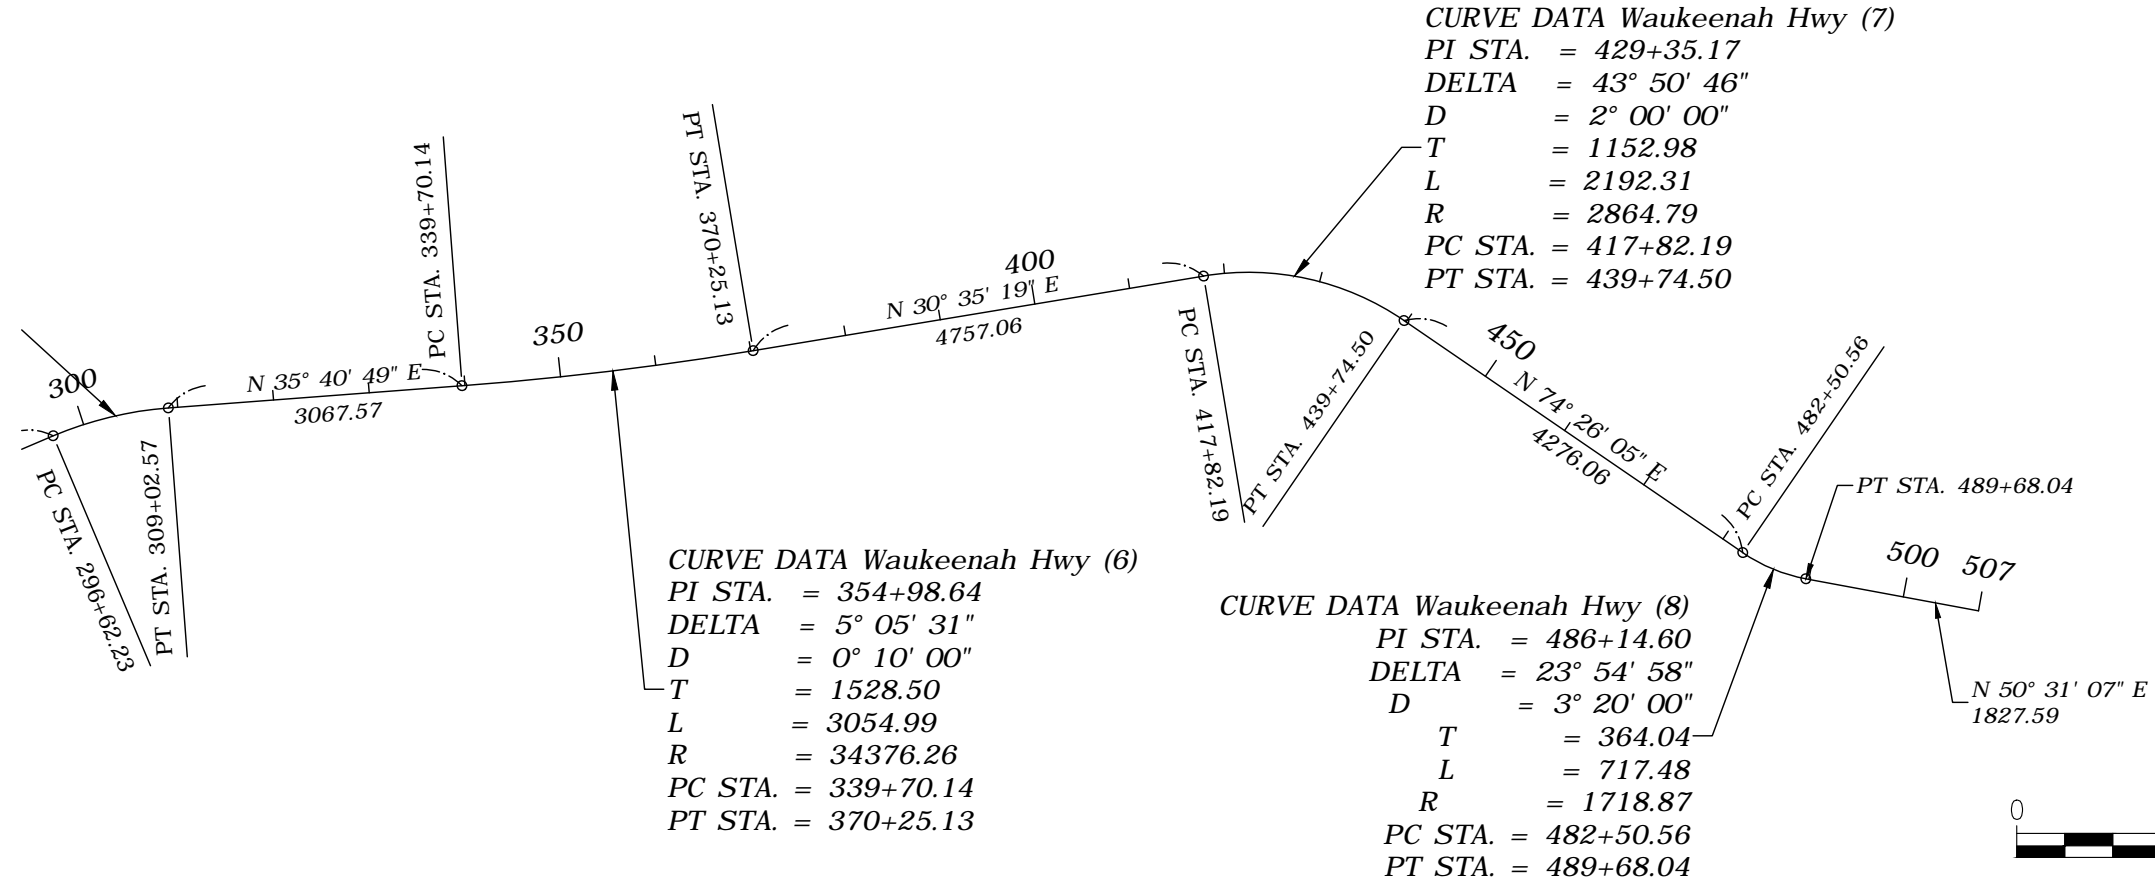 CURVE DATA Waukeenah Hwy (7)
PI STA. = 429+35.17
DELTA = 43° 50' 46"
D = 2° 00' 00"
T = 1152.98
L = 2192.31
R = 2864.79
PC STA. = 417+82.19
PT STA. = 439+74.50
300
PC STA. 296+62.23
PT STA. 309+02.57
N 35° 40' 49" E
3067.57
PC STA. 339+70.14
350
PT STA. 370+25.13
N 30° 35' 19" E
4757.06
400
PC STA. 417+82.19
PT STA. 439+74.50
450
N 74° 26' 05" E
4276.06
PC STA. 482+50.56
PT STA. 489+68.04
500
507
N 50° 31' 07" E
1827.59
CURVE DATA Waukeenah Hwy (6)
PI STA. = 354+98.64
DELTA = 5° 05' 31"
D = 0° 10' 00"
T = 1528.50
L = 3054.99
R = 34376.26
PC STA. = 339+70.14
PT STA. = 370+25.13
CURVE DATA Waukeenah Hwy (8)
PI STA. = 486+14.60
DELTA = 23° 54' 58"
D = 3° 20' 00"
T = 364.04
L = 717.48
R = 1718.87
PC STA. = 482+50.56
PT STA. = 489+68.04
0